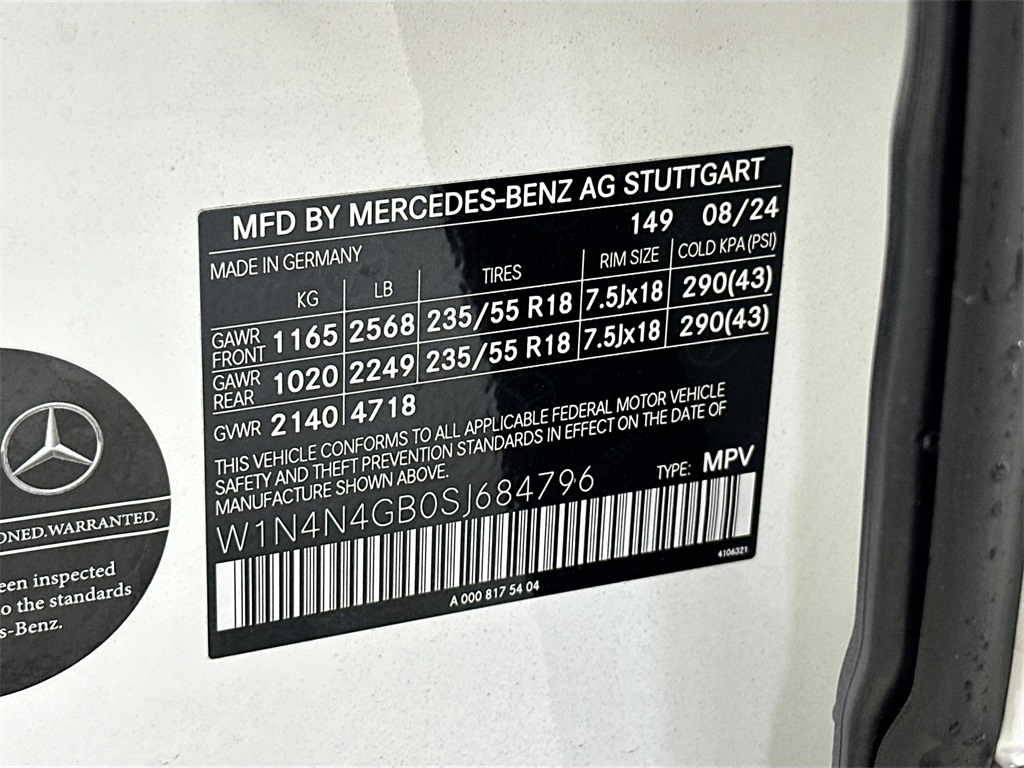 MFD BY MERCEDES-BENZ AG STUTTGART
MADE IN GERMANY 149 08/24
KG LB TIRES RIM SIZE COLD KPA (PSI)
GAWR FRONT 1165 2568 235/55 R18 7.5Jx18 290(43)
GAWR REAR 1020 2249 235/55 R18 7.5Jx18 290(43)
GVWR 2140 4718
THIS VEHICLE CONFORMS TO ALL APPLICABLE FEDERAL MOTOR VEHICLE
SAFETY AND THEFT PREVENTION STANDARDS IN EFFECT ON THE DATE OF
MANUFACTURE SHOWN ABOVE.
W1N4N4GB0SJ684796 TYPE: MPV
4106321
A 000 817 54 04
ONED. WARRANTED.
een inspected
o the standards
s-Benz.